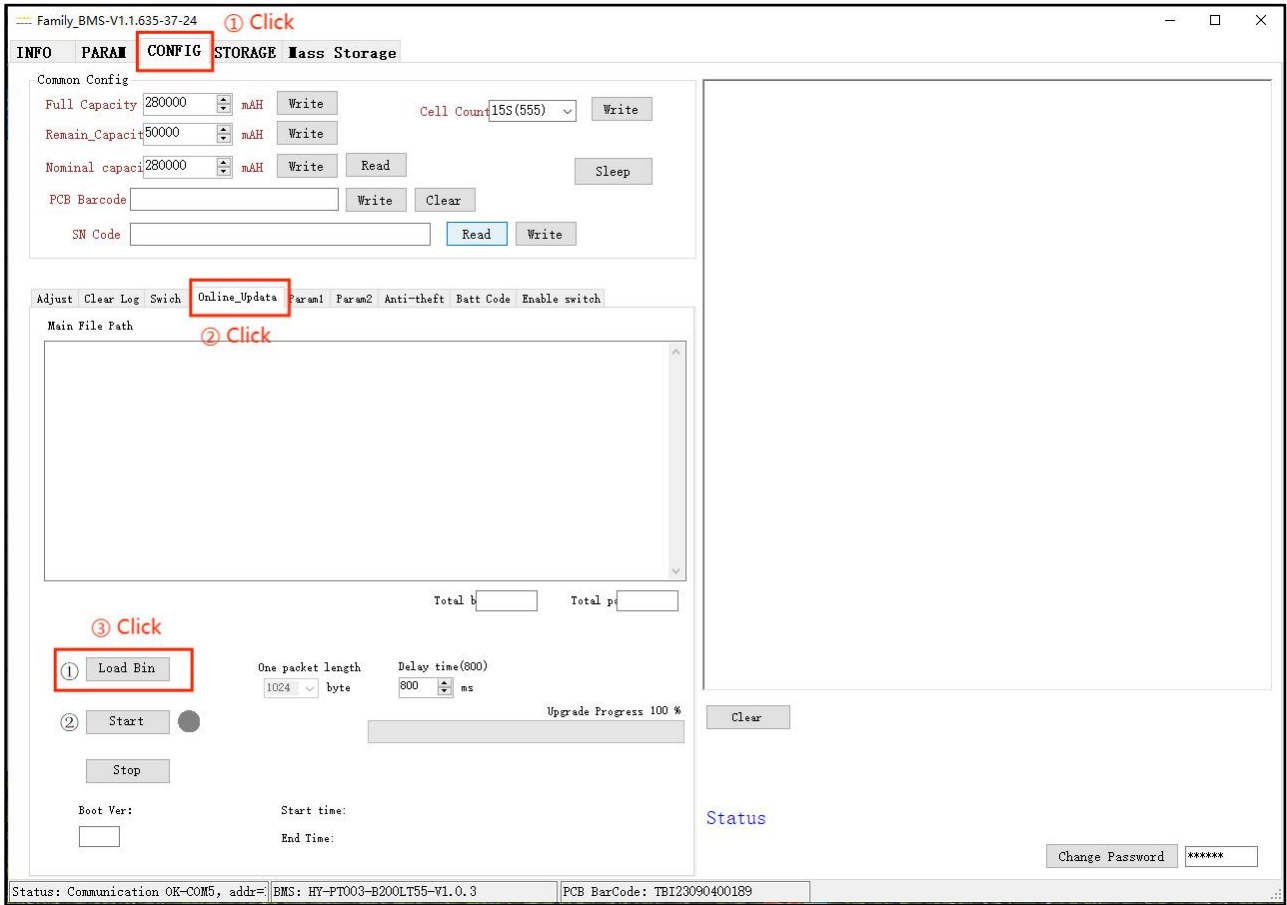 Family_BMS-V1.1.635-37-24
① Click
INFO PARAM CONFIG STORAGE Mass Storage
Common Config
Full Capacity 280000 mAH Write
Cell Count 15S(555) Write
Remain_Capacit 50000 mAH Write
Nominal capaci 280000 mAH Write Read
Sleep
PCB Barcode Write Clear
SN Code Read Write
Adjust Clear Log Swich Online_Updata Param1 Param2 Anti-theft Batt Code Enable switch
② Click
Main File Path
Total b Total pa
③ Click
① Load Bin
One packet length
1024 byte
Delay time(800)
800 ms
② Start
Upgrade Progress 100 %
Stop
Boot Ver:
Start time:
End Time:
Clear
Status
Change Password ******
Status: Communication OK-COM5, addr= BMS: HY-PT003-B200LT55-V1.0.3 PCB BarCode: TBI23090400189